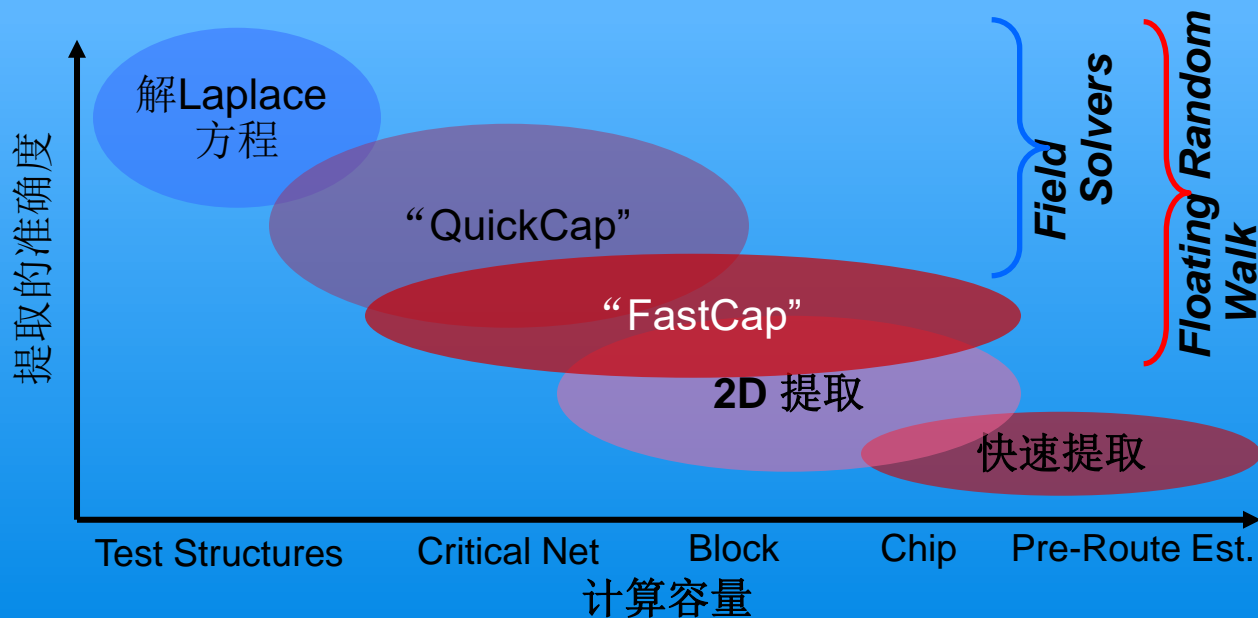 提取的准确度
解Laplace
方程
“QuickCap”
“FastCap”
2D 提取
快速提取
Field
Solvers
Floating Random
Walk
Test Structures
Critical Net
Block
Chip
Pre-Route Est.
计算容量